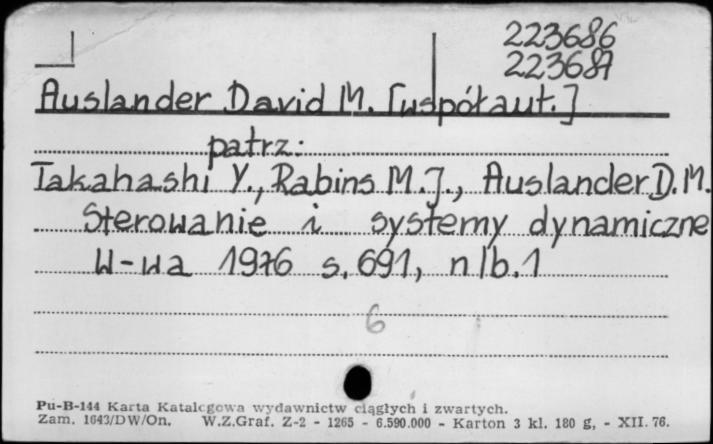 223686
223687
Auslander David M. [współaut.]
patrz:
Takahashi Y., Rabins M.J., Auslander D.M.
Sterowanie i systemy dynamiczne
W-wa 1976 s. 691, nlb. 1
6
Pu-B-144 Karta Katalogowa wydawnictw ciągłych i zwartych.
Zam. 1643/DW/On. W.Z.Graf. Z-2 - 1265 - 6.590.000 - Karton 3 kl. 180 g, - XII. 76.